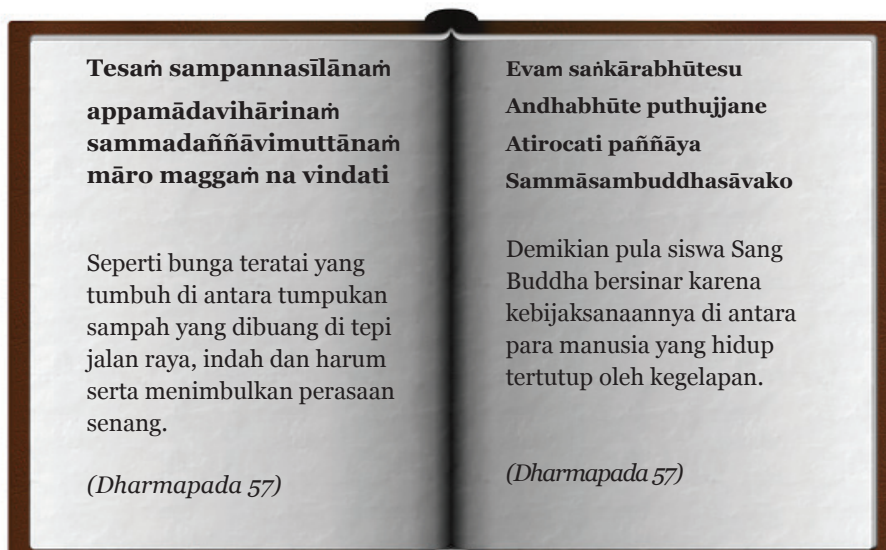 Tesaṁ sampannasīlānaṁ
appamādavihārinaṁ
sammadaññāvimuttānaṁ
māro maggaṁ na vindati
Seperti bunga teratai yang
tumbuh di antara tumpukan
sampah yang dibuang di tepi
jalan raya, indah dan harum
serta menimbulkan perasaan
senang.
(Dharmapada 57)
Evam saṅkārabhūtesu
Andhabhūte puthujjane
Atirocati paññāya
Sammāsambuddhasāvako
Demikian pula siswa Sang
Buddha bersinar karena
kebijaksanaannya di antara
para manusia yang hidup
tertutup oleh kegelapan.
(Dharmapada 57)